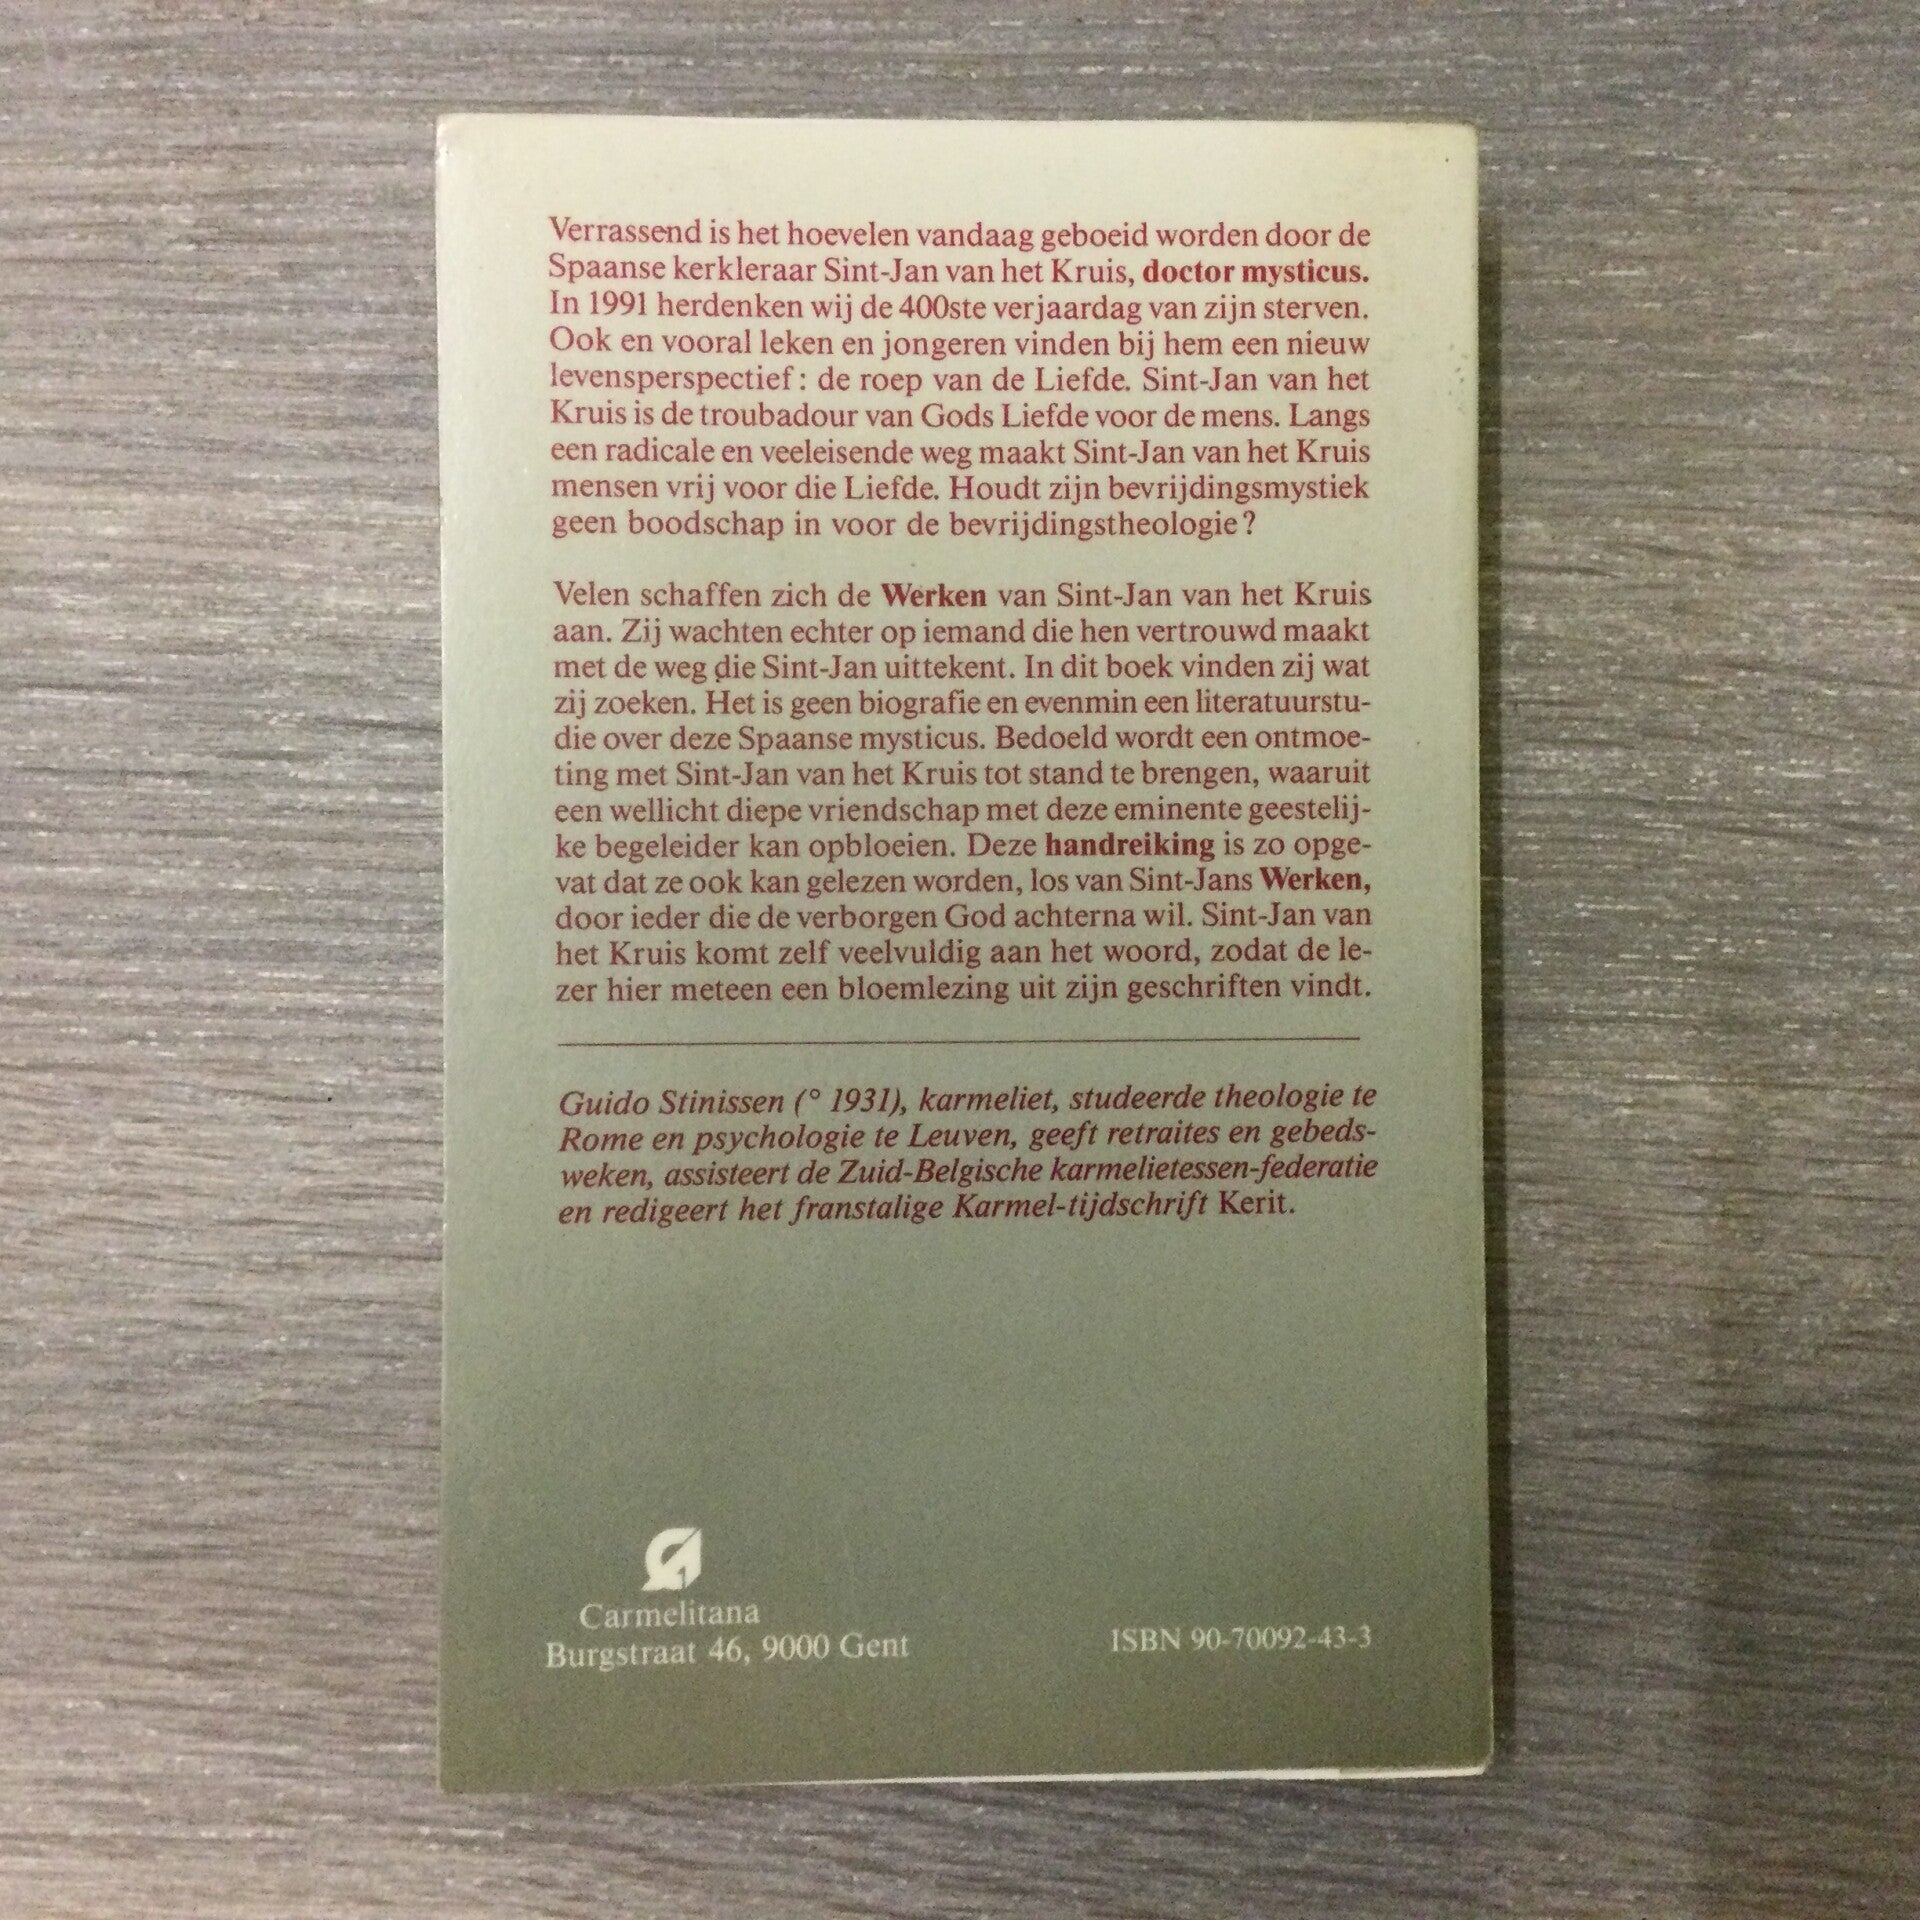 Verrassend is het hoevelen vandaag geboeid worden door de
Spaanse kerkleraar Sint-Jan van het Kruis, doctor mysticus.
In 1991 herdenken wij de 400ste verjaardag van zijn sterven.
Ook en vooral leken en jongeren vinden bij hem een nieuw
levensperspectief: de roep van de Liefde. Sint-Jan van het
Kruis is de troubadour van Gods Liefde voor de mens. Langs
een radicale en veeleisende weg maakt Sint-Jan van het Kruis
mensen vrij voor die Liefde. Houdt zijn bevrijdingsmystiek
geen boodschap in voor de bevrijdingstheologie?
Velen schaffen zich de Werken van Sint-Jan van het Kruis
aan. Zij wachten echter op iemand die hen vertrouwd maakt
met de weg die Sint-Jan uittekent. In dit boek vinden zij wat
zij zoeken. Het is geen biografie en evenmin een literatuurstu-
die over deze Spaanse mysticus. Bedoeld wordt een ontmoe-
ting met Sint-Jan van het Kruis tot stand te brengen, waaruit
een wellicht diepe vriendschap met deze eminente geestelij-
ke begeleider kan opbloeien. Deze handreiking is zo opge-
vat dat ze ook kan gelezen worden, los van Sint-Jans Werken,
door ieder die de verborgen God achterna wil. Sint-Jan van
het Kruis komt zelf veelvuldig aan het woord, zodat de le-
zer hier meteen een bloemlezing uit zijn geschriften vindt.
Guido Stinissen (° 1931), karmeliet, studeerde theologie te
Rome en psychologie te Leuven, geeft retraites en gebeds-
weken, assisteert de Zuid-Belgische karmelietessen-federatie
en redigeert het franstalige Karmel-tijdschrift Kerit.
Carmelitana
Burgstraat 46, 9000 Gent
ISBN 90-70092-43-3